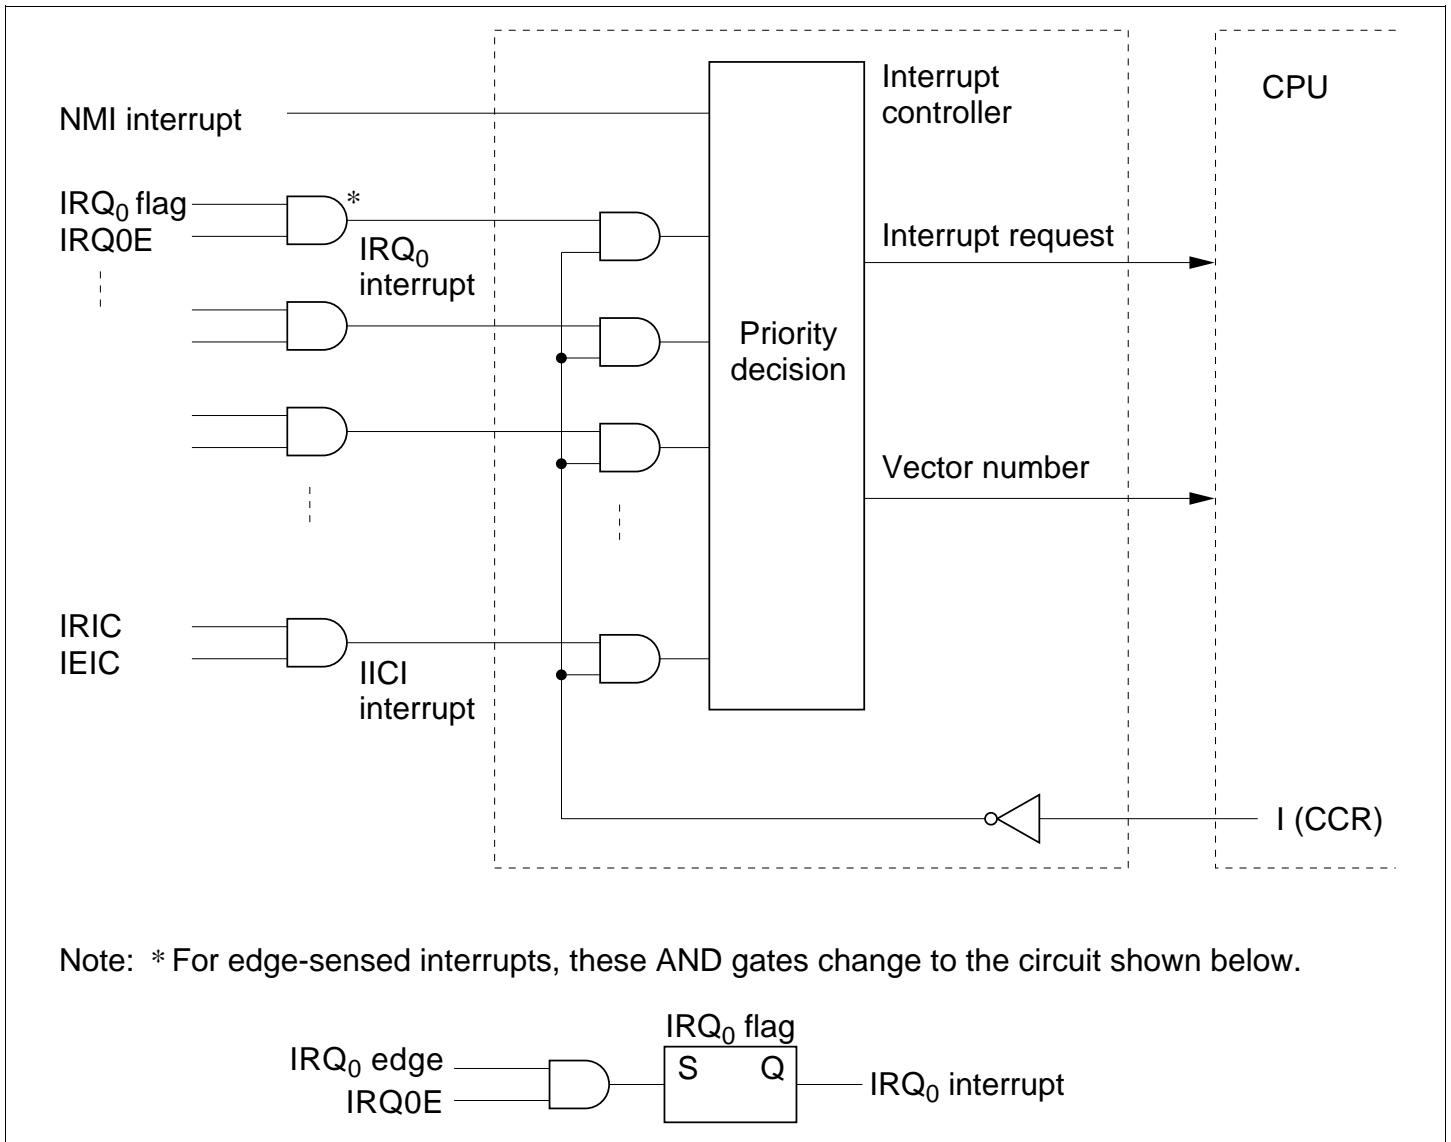 Interrupt
controller
CPU
NMI interrupt
IRQ0 flag
IRQ0E
*
IRQ0
interrupt
Interrupt request
Priority
decision
Vector number
IRIC
IEIC
IICI
interrupt
I (CCR)
Note: * For edge-sensed interrupts, these AND gates change to the circuit shown below.
IRQ0 flag
IRQ0 edge
IRQ0E
S Q
IRQ0 interrupt